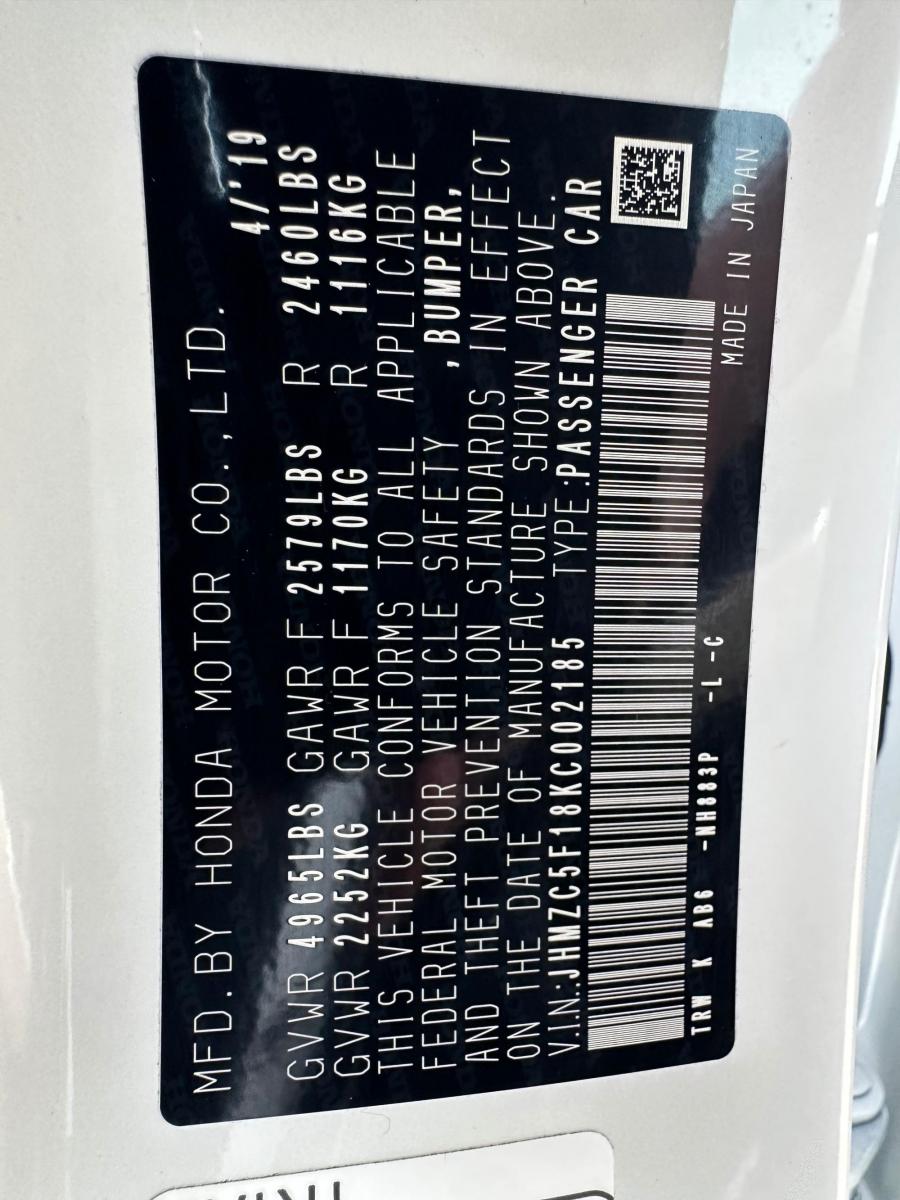 MFD.BY HONDA MOTOR CO.,LTD. 4/'19
GVWR 4965LBS GAWR F 2579LBS R 2460LBS
GVWR 2252KG GAWR F 1170KG R 1116KG
THIS VEHICLE CONFORMS TO ALL APPLICABLE
FEDERAL MOTOR VEHICLE SAFETY ,BUMPER,
AND THEFT PREVENTION STANDARDS IN EFFECT
ON THE DATE OF MANUFACTURE SHOWN ABOVE.
V.I.N.:JHMZC5F18KC002185 TYPE:PASSENGER CAR
TRW K AB6 -NH883P -L-C
MADE IN JAPAN